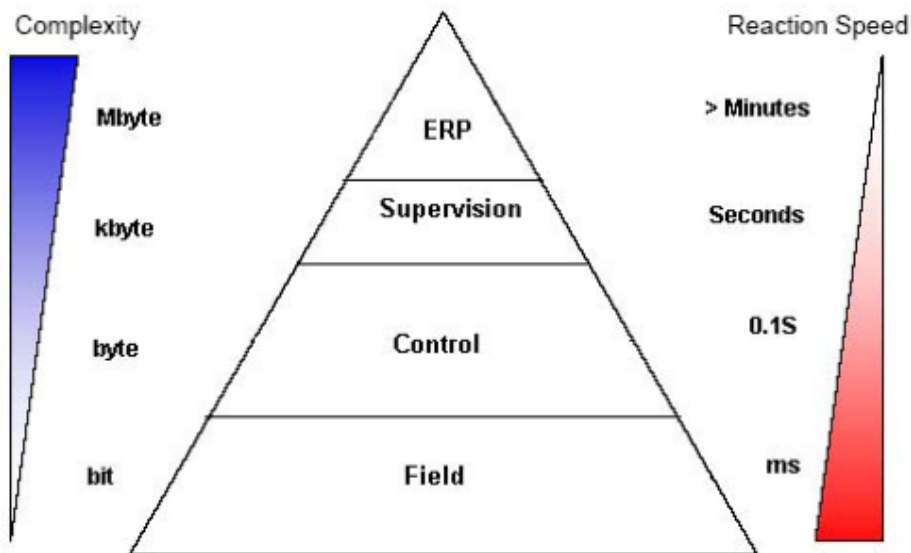 Complexity
Reaction Speed
Mbyte
ERP
> Minutes
Supervision
kbyte
Seconds
byte
Control
0.1S
bit
Field
ms